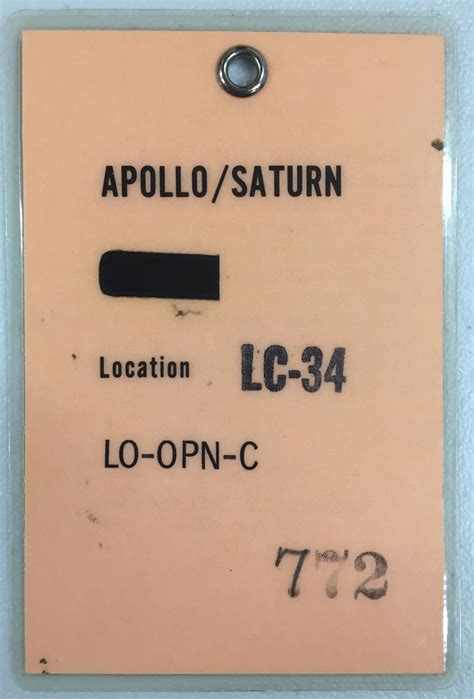 APOLLO/SATURN
Location LC-34
LO-OPN-C
772